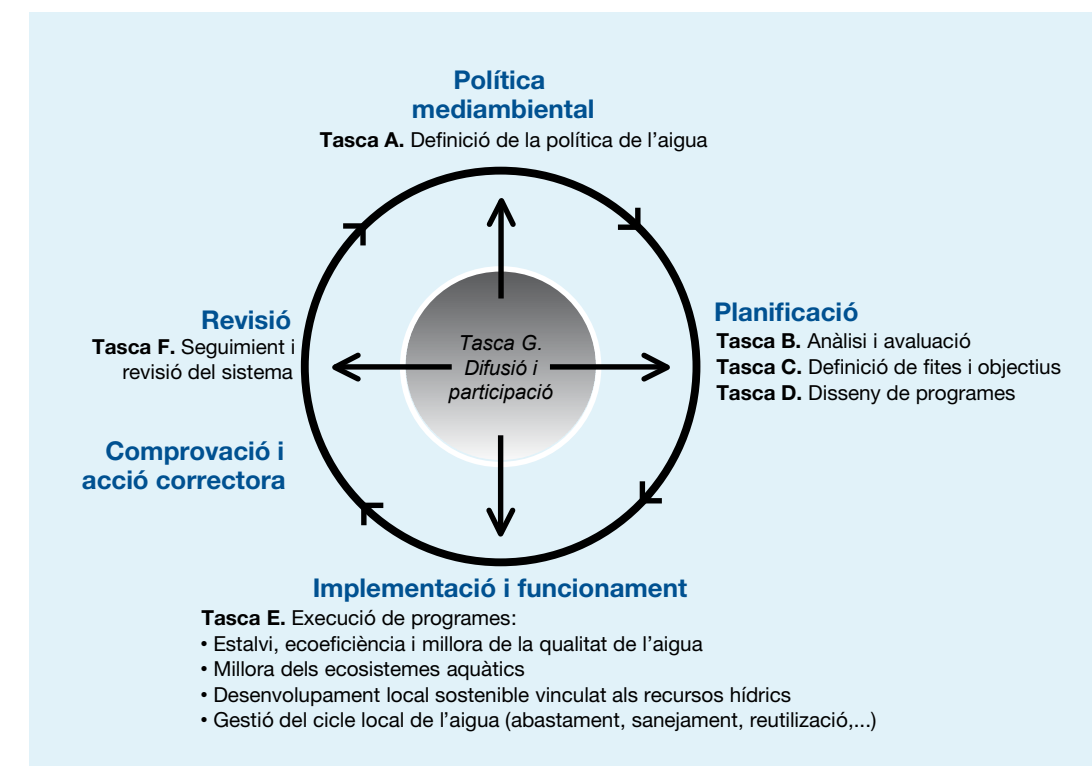 Política
mediambiental
Tasca A. Definició de la política de l'aigua
Planificació
Tasca B. Anàlisi i avaluació
Tasca C. Definició de fites i objectius
Tasca D. Disseny de programes
Tasca G.
Difusió i
participació
Revisió
Tasca F. Seguimient i
revisió del sistema
Comprovació i
acció correctora
Implementació i funcionament
Tasca E. Execució de programes:
• Estalvi, ecoeficiència i millora de la qualitat de l'aigua
• Millora dels ecosistemes aquàtics
• Desenvolupament local sostenible vinculat als recursos hídrics
• Gestió del cicle local de l'aigua (abastament, sanejament, reutilizació,...)